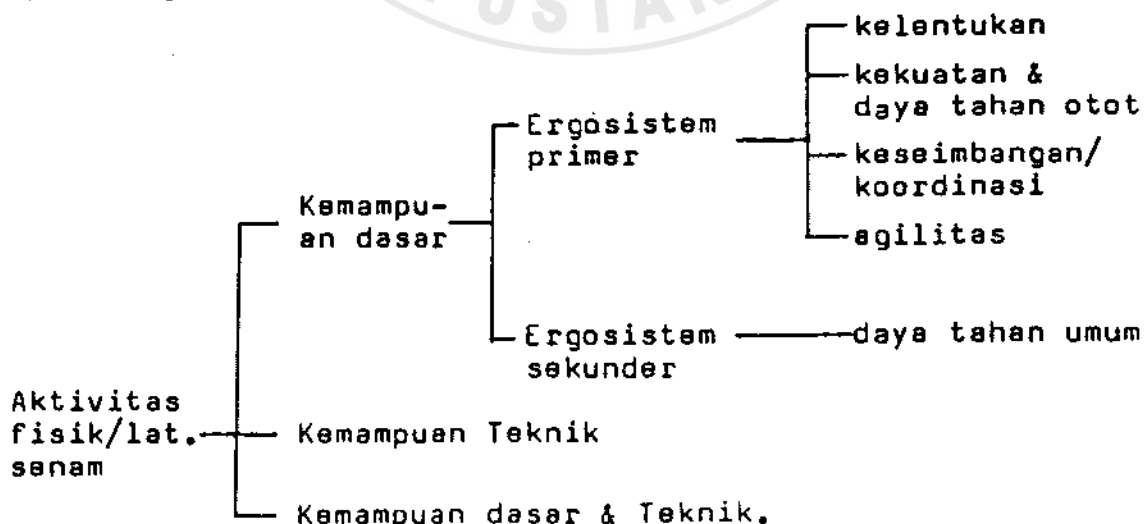 USTAK
kelentukan
kekuatan &
daya tahan otot
Ergosistem
primer
keseimbangan/
koordinasi
Kemampu-
an dasar
agilitas
Ergosistem
sekunder
daya tahan umum
Aktivitas
fisik/lat.
senam
Kemampuan Teknik
Kemampuan dasar & Teknik.